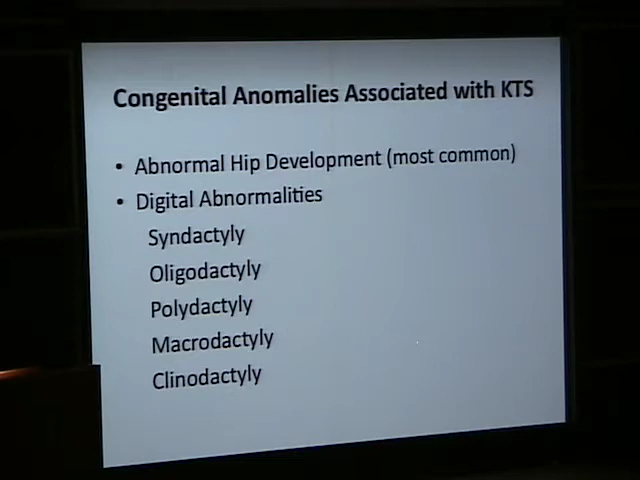 Congenital Anomalies Associated with KTS
• Abnormal Hip Development (most common)
• Digital Abnormalities
Syndactyly
Oligodactyly
Polydactyly
Macrodactyly
Clinodactyly